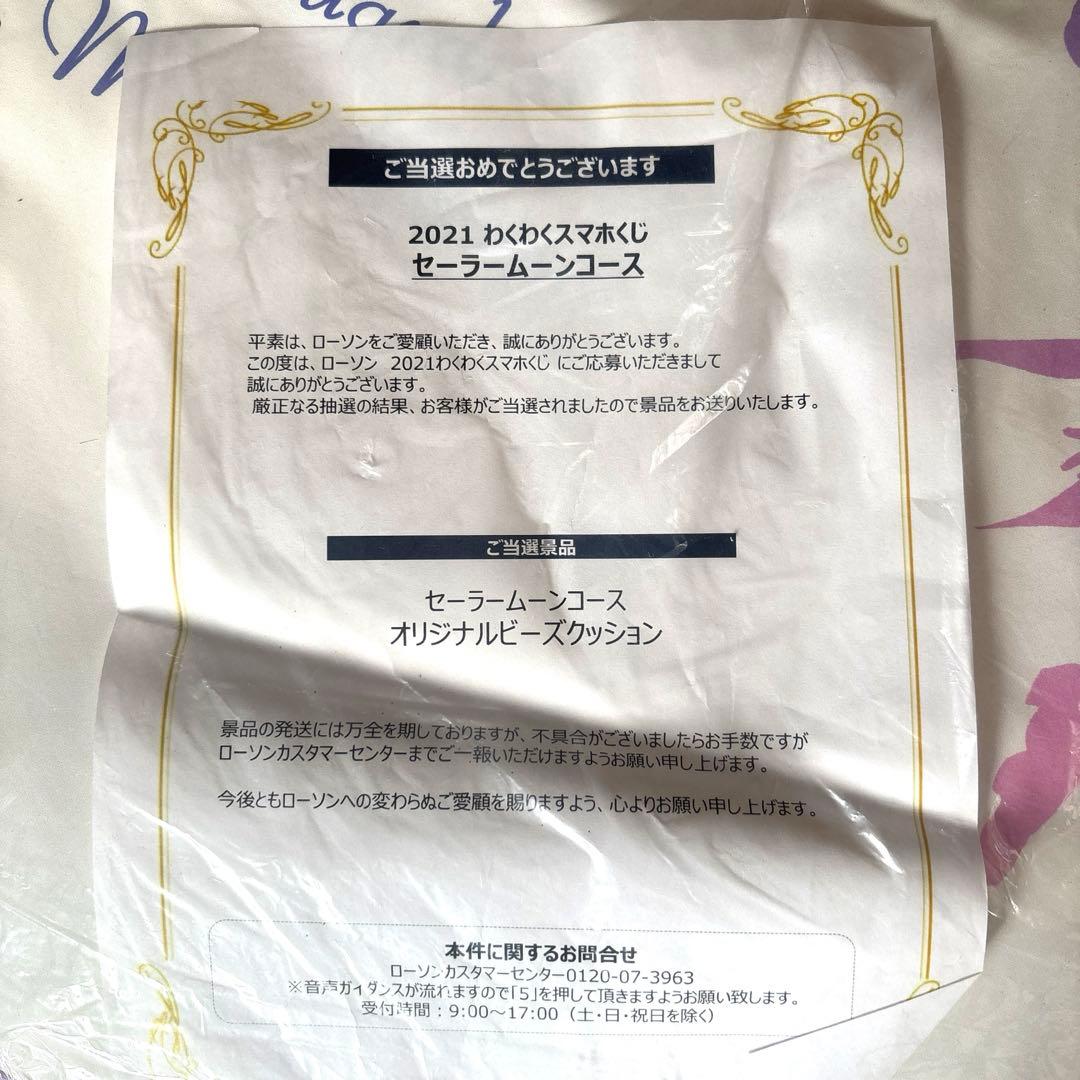 ご当選おめでとうございます
2021 わくわくスマホくじ
セーラームーンコース
平素は、ローソンをご愛顧いただき、誠にありがとうございます。
この度は、ローソン 2021わくわくスマホくじ にご応募いただきまして
誠にありがとうございます。
厳正なる抽選の結果、お客様がご当選されましたので景品をお送りいたします。
ご当選景品
セーラームーンコース
オリジナルビーズクッション
景品の発送には万全を期しておりますが、不具合がございましたらお手数ですが
ローソンカスタマーセンターまでご一報いただけますようお願い申し上げます。
今後ともローソンへの変わらぬご愛顧を賜りますよう、心よりお願い申し上げます。
本件に関するお問合せ
ローソンカスタマーセンター0120-07-3963
※音声ガイダンスが流れますので「5」を押して頂きますようお願い致します。
受付時間：9:00～17:00（土・日・祝日を除く）